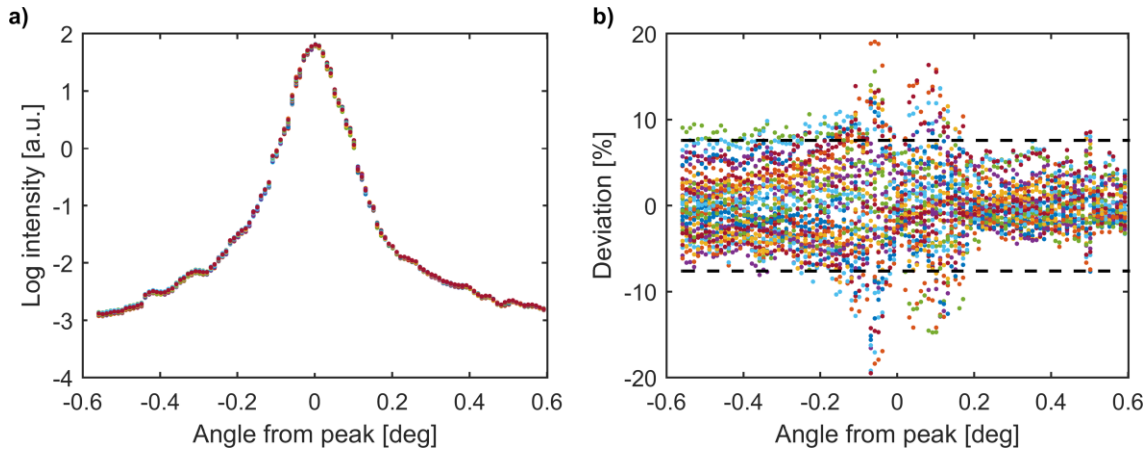 a)
Log intensity [a.u.]
2
1
0
-1
-2
-3
-4
-0.6 -0.4 -0.2 0 0.2 0.4 0.6
Angle from peak [deg]
b)
Deviation [%]
20
10
0
-10
-20
-0.6 -0.4 -0.2 0 0.2 0.4 0.6
Angle from peak [deg]